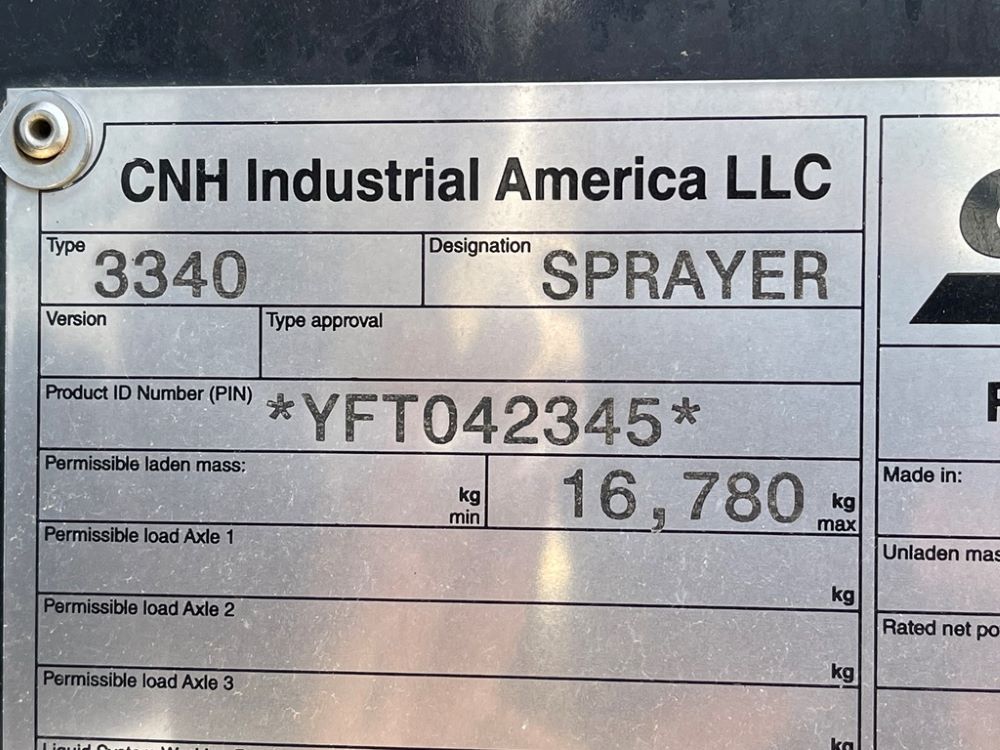 CNH Industrial America LLC
Type 3340 Designation SPRAYER
Version Type approval
Product ID Number (PIN) *YFT042345*
Permissible laden mass: kg min 16,780 kg max
Made in:
Permissible load Axle 1 kg
Unladen mas
Permissible load Axle 2 kg
Rated net po
Permissible load Axle 3 kg